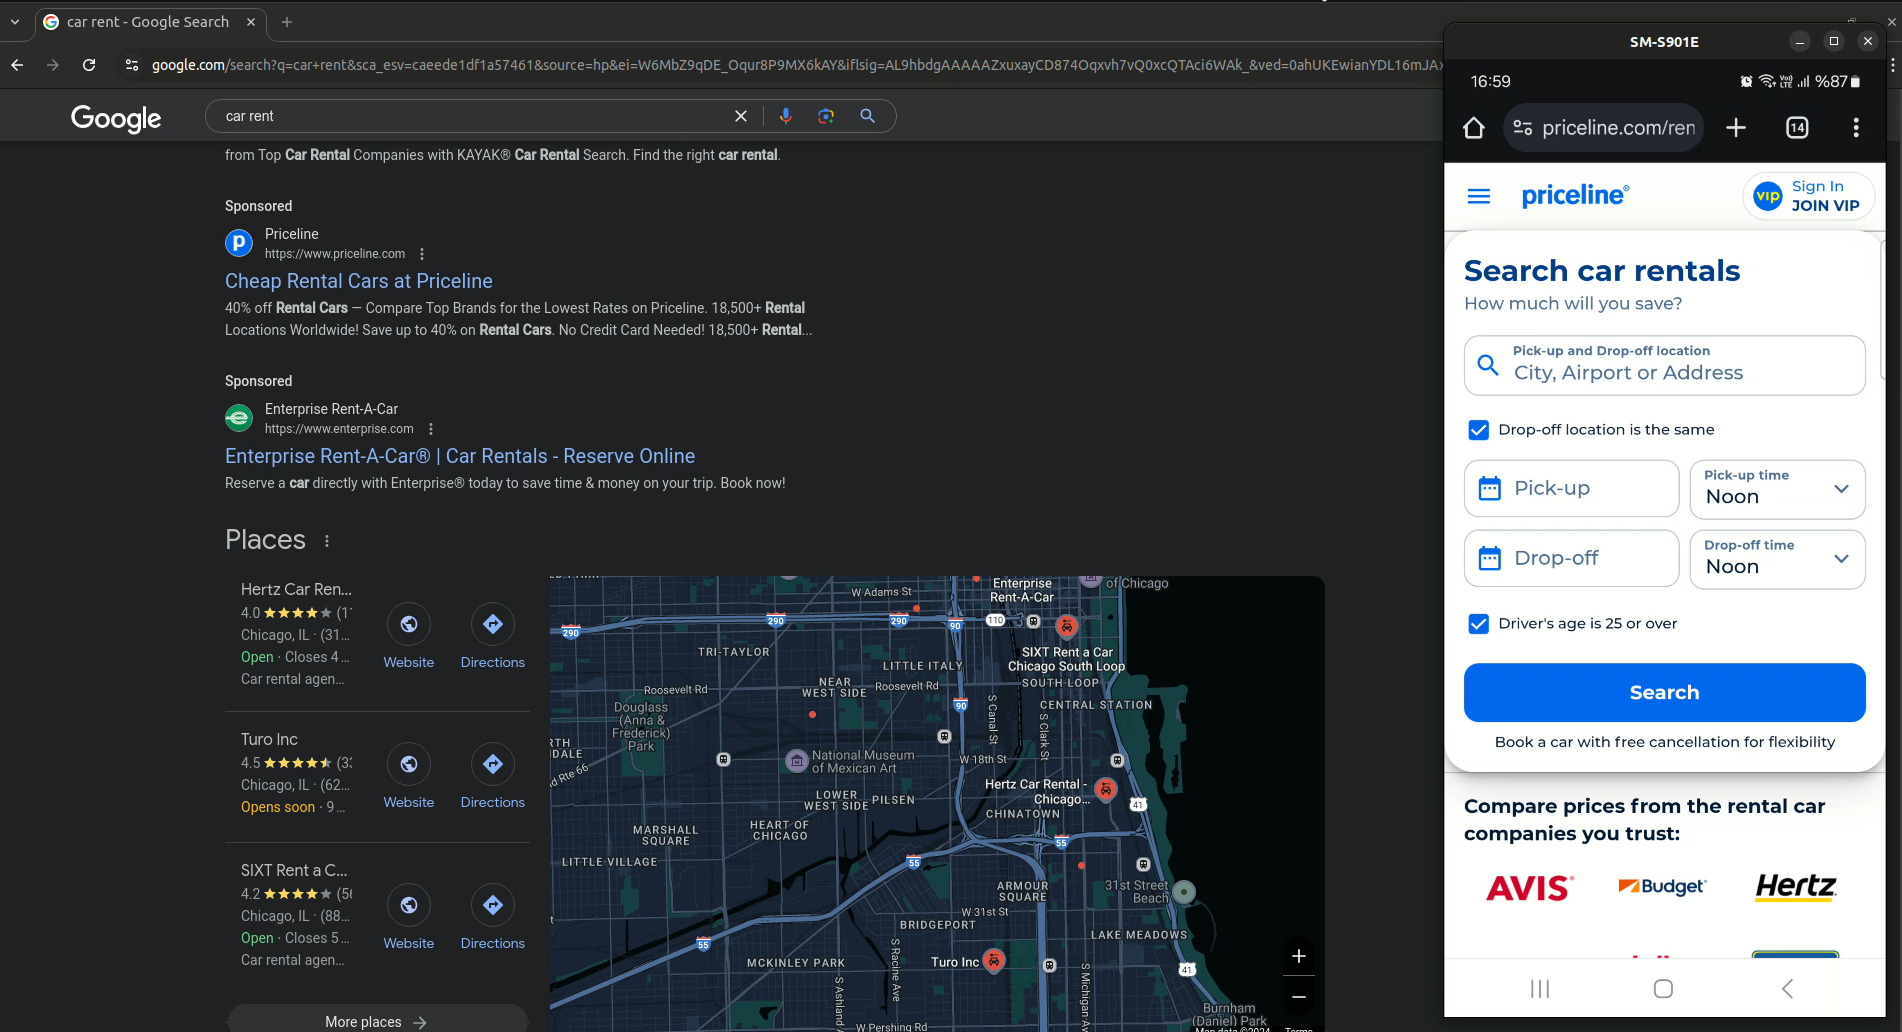 car rent - Google Search
google.com/search?q=car+rent&sca_esv=caeede1df1a57461&source=hp&ei=W6MbZ9qDE_Oqur8P9MX6kAY&iflsig=AL9hbdgAAAAAZxuxayCD874Oqxvh7vQ0xcQTAci6WAk_&ved=0ahUKEwianYDL16mJAx
Google
car rent
from Top Car Rental Companies with KAYAK® Car Rental Search. Find the right car rental.
Sponsored
Priceline
https://www.priceline.com
Cheap Rental Cars at Priceline
40% off Rental Cars — Compare Top Brands for the Lowest Rates on Priceline. 18,500+ Rental
Locations Worldwide! Save up to 40% on Rental Cars. No Credit Card Needed! 18,500+ Rental...
Sponsored
Enterprise Rent-A-Car
https://www.enterprise.com
Enterprise Rent-A-Car® | Car Rentals - Reserve Online
Reserve a car directly with Enterprise® today to save time & money on your trip. Book now!
Places
Hertz Car Ren...
4.0
Chicago, IL · (31...
Open · Closes 4...
Car rental agen...
Website
Directions
Turo Inc
4.5
Chicago, IL · (62...
Opens soon · 9...
Website
Directions
SIXT Rent a C...
4.2
Chicago, IL · (88...
Open · Closes 5...
Car rental agen...
Website
Directions
More places
W Adams St
Enterprise
Rent-A-Car
of Chicago
290
290
290
90
110
TRI-TAYLOR
LITTLE ITALY
SIXT Rent a Car
Chicago South Loop
SOUTH LOOP
NEAR
WEST SIDE
Roosevelt Rd
Roosevelt Rd
Douglass
(Anna &
Frederick)
Park
90
S Canal St
S Clark St
CENTRAL STATION
National Museum
of Mexican Art
W 18th St
Hertz Car Rental -
Chicago...
41
LOWER
WEST SIDE
PILSEN
CHINATOWN
MARSHALL
SQUARE
HEART OF
CHICAGO
LITTLE VILLAGE
55
55
ARMOUR
SQUARE
31st Street
Beach
W 31st St
BRIDGEPORT
LAKE MEADOWS
55
MCKINLEY PARK
S Racine Ave
Turo Inc
41
S Ashland
S Michigan
W Pershing Rd
Burnham
(Daniel) Park
Map data ©2024
Terms
SM-S901E
16:59
%87
priceline.com/ren
14
priceline
VIP
Sign In
JOIN VIP
Search car rentals
How much will you save?
Pick-up and Drop-off location
City, Airport or Address
Drop-off location is the same
Pick-up
Pick-up time
Noon
Drop-off
Drop-off time
Noon
Driver's age is 25 or over
Search
Book a car with free cancellation for flexibility
Compare prices from the rental car
companies you trust:
AVIS
Budget
Hertz